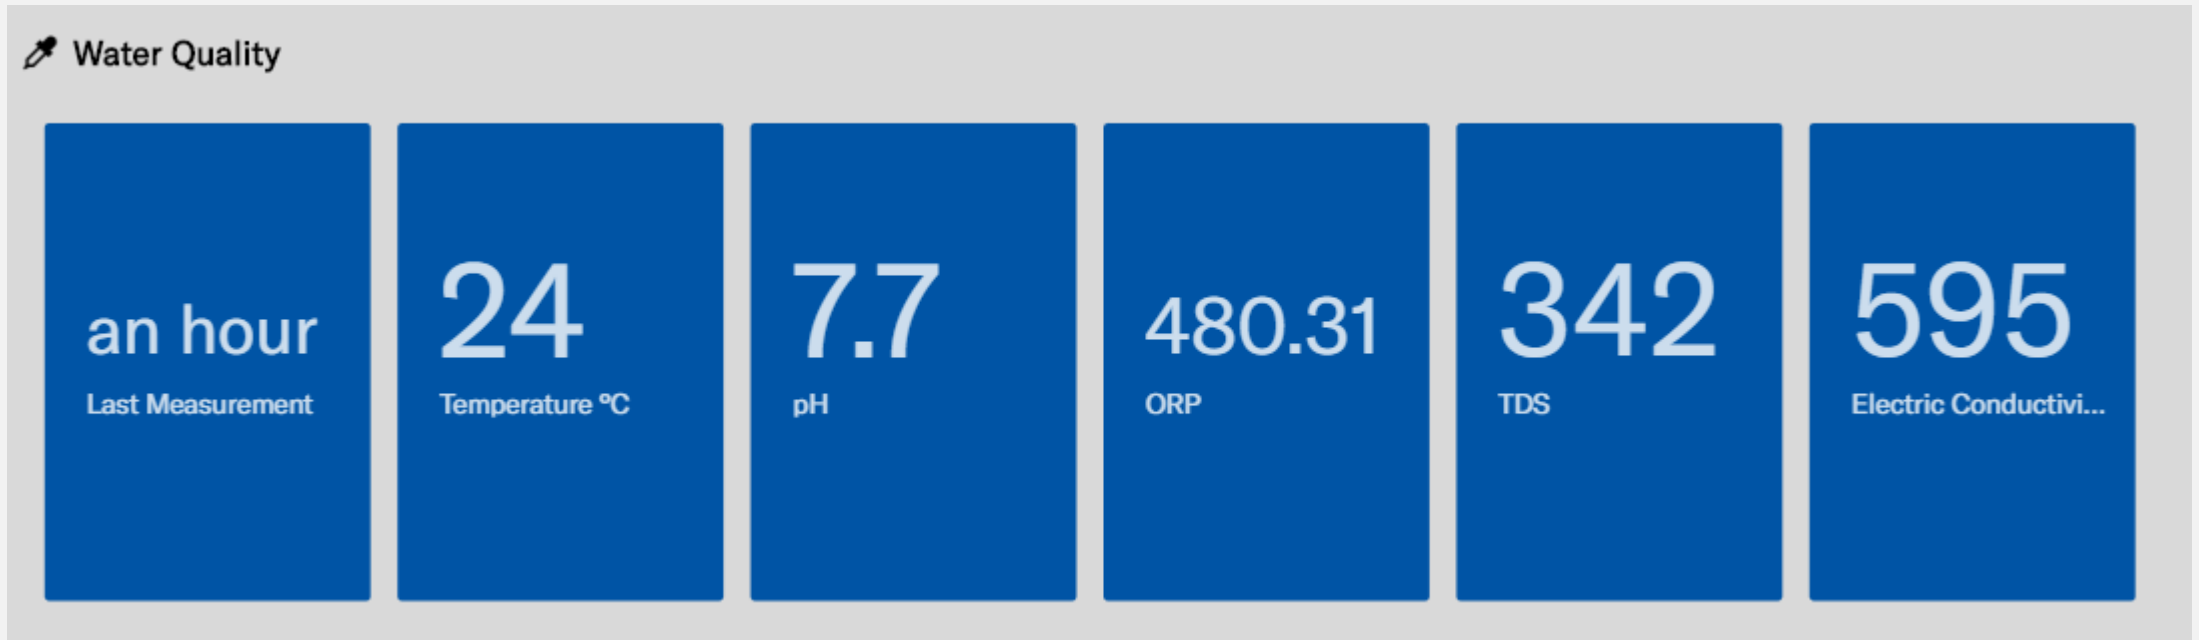 Water Quality
an hour
Last Measurement
24
Temperature ºC
7.7
pH
480.31
ORP
342
TDS
595
Electric Conductivi...